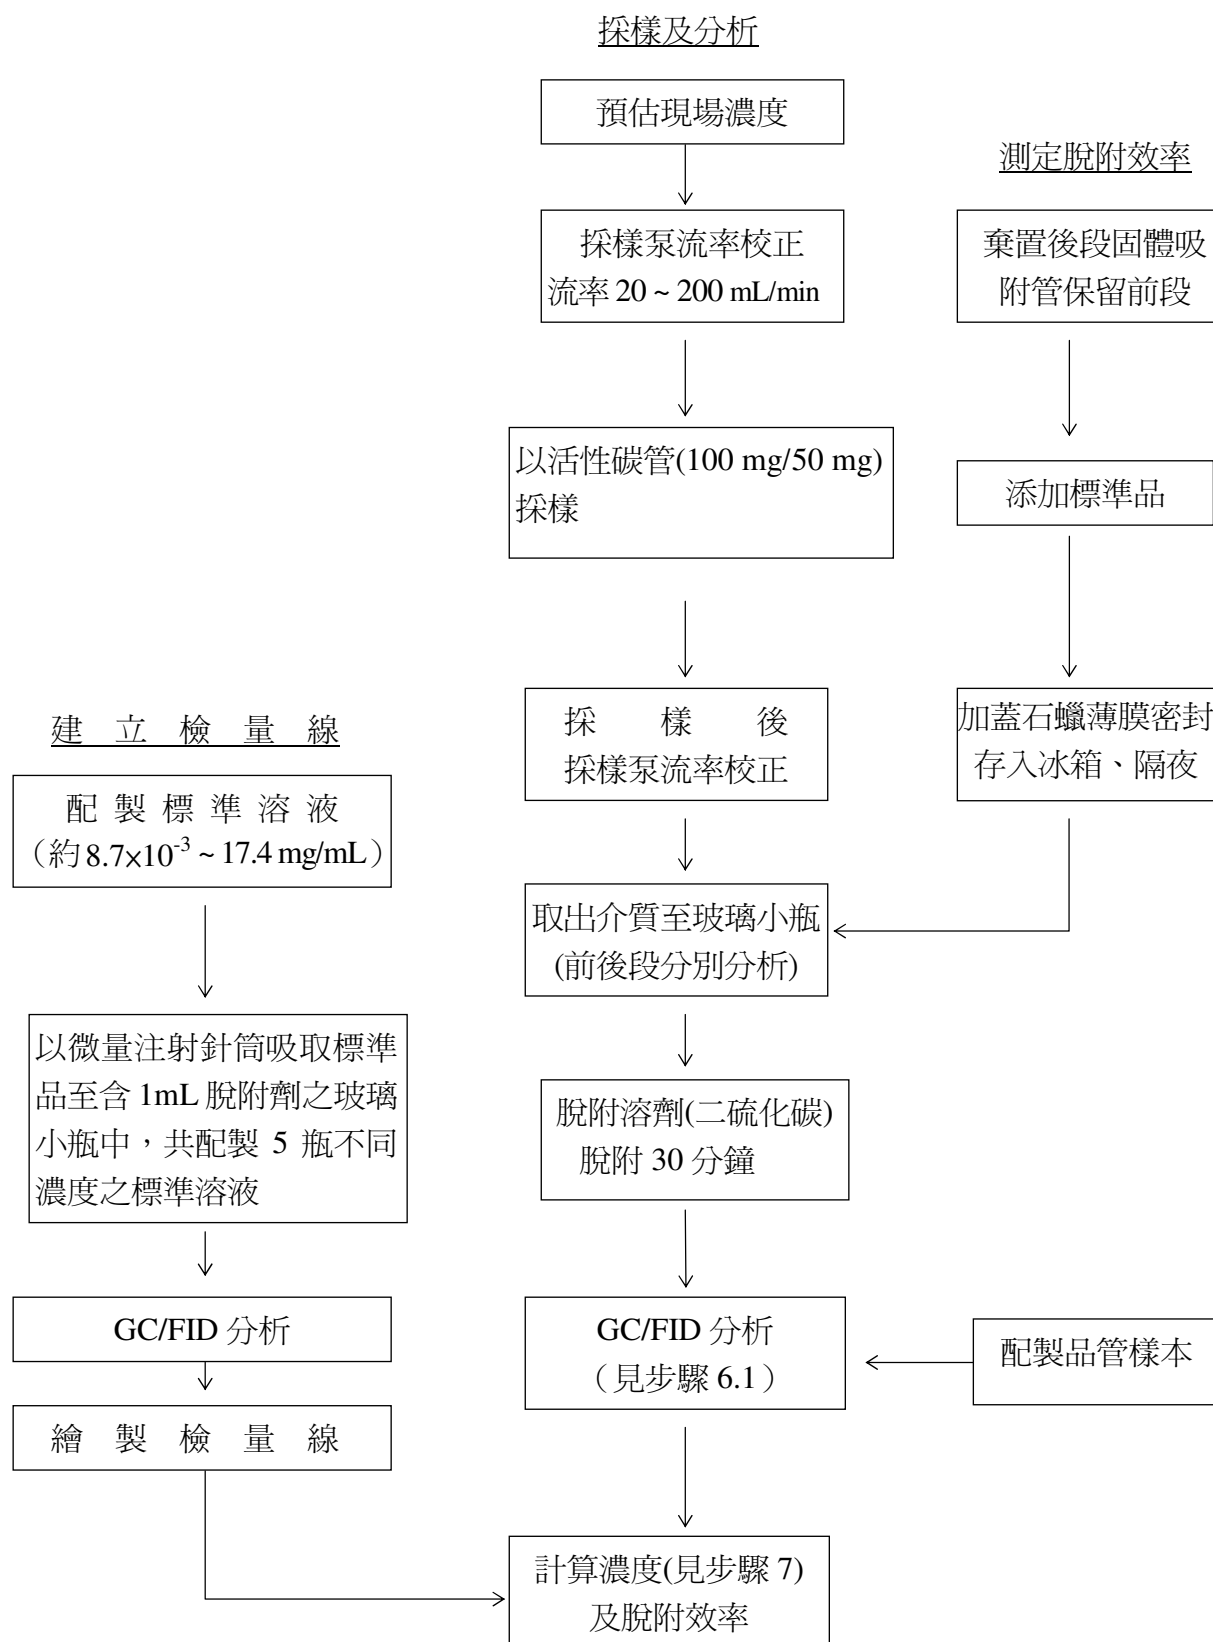 採樣及分析
預估現場濃度
採樣泵流率校正
流率 20 ~ 200 mL/min
以活性碳管(100 mg/50 mg)
採樣
採 樣 後
採樣泵流率校正
取出介質至玻璃小瓶
(前後段分別分析)
脫附溶劑(二硫化碳)
脫附 30 分鐘
GC/FID 分析
（見步驟 6.1）
計算濃度(見步驟 7)
及脫附效率
測定脫附效率
棄置後段固體吸
附管保留前段
添加標準品
加蓋石蠟薄膜密封
存入冰箱、隔夜
配製品管樣本
建 立 檢 量 線
配 製 標 準 溶 液
（約 8.7×10⁻³ ~ 17.4 mg/mL）
以微量注射針筒吸取標準
品至含 1mL 脫附劑之玻璃
小瓶中，共配製 5 瓶不同
濃度之標準溶液
GC/FID 分析
繪 製 檢 量 線